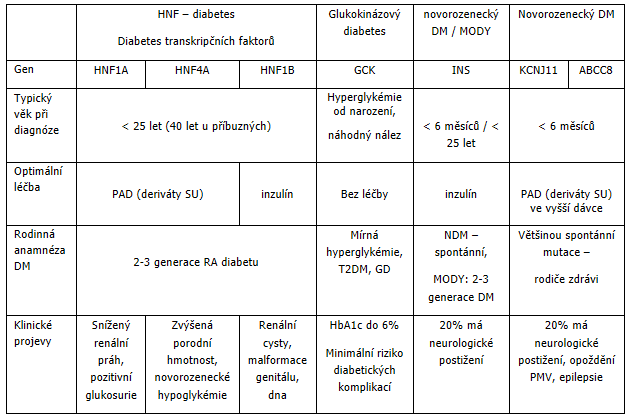 HNF – diabetes
Diabetes transkripčních faktorů
Glukokinázový
diabetes
novorozenecký
DM / MODY
Novorozenecký DM
Gen
HNF1A
HNF4A
HNF1B
GCK
INS
KCNJ11
ABCC8
Typický
věk při
diagnóze
< 25 let (40 let u příbuzných)
Hyperglykémie
od narození,
náhodný nález
< 6 měsíců / <
25 let
< 6 měsíců
Optimální
léčba
PAD (deriváty SU)
inzulín
Bez léčby
inzulín
PAD (deriváty SU)
ve vyšší dávce
Rodinná
anamnéza
DM
2-3 generace RA diabetu
Mírná
hyperglykémie,
T2DM, GD
NDM –
spontánní,
MODY: 2-3
generace DM
Většinou spontánní
mutace –
rodiče zdrávi
Klinické
projevy
Snížený
renální
práh,
pozitivní
glukosurie
Zvýšená
porodní
hmotnost,
novorozenecké
hypoglykémie
Renální
cysty,
malformace
genitálu,
dna
HbA1c do 6%
Minimální riziko
diabetických
komplikací
20% má
neurologické
postižení
20% má
neurologické
postižení, opoždění
PMV, epilepsie